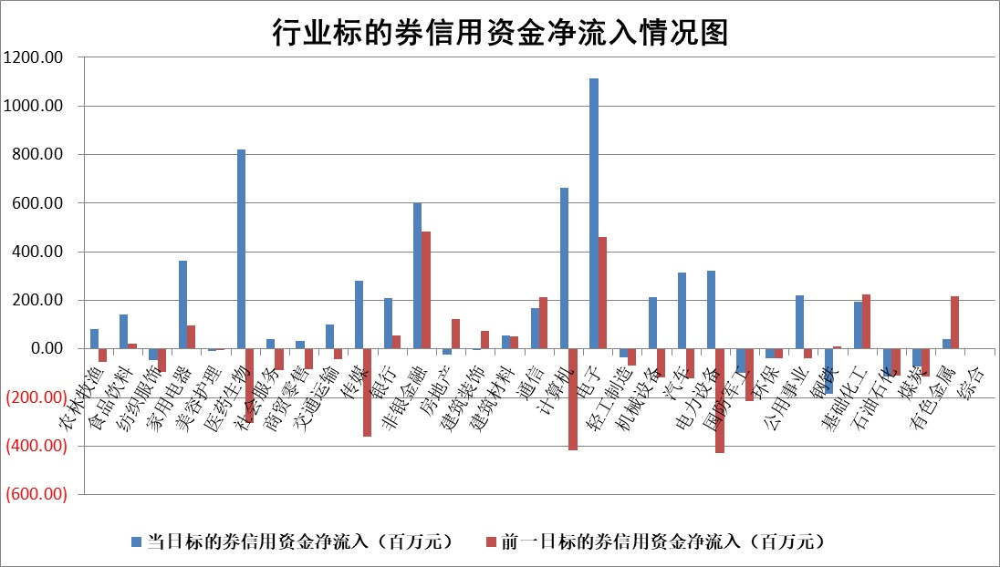 行业标的券信用资金净流入情况图
1200.00
1000.00
800.00
600.00
400.00
200.00
0.00
(200.00)
(400.00)
(600.00)
农林牧渔
食品饮料
纺织服饰
家用电器
美容护理
医药生物
社会服务
商贸零售
交通运输
传媒
银行
非银金融
房地产
建筑装饰
建筑材料
通信
计算机
电子
轻工制造
机械设备
汽车
电力设备
国防军工
环保
公用事业
钢铁
基础化工
石油石化
煤炭
有色金属
综合
当日标的券信用资金净流入（百万元）
前一日标的券信用资金净流入（百万元）